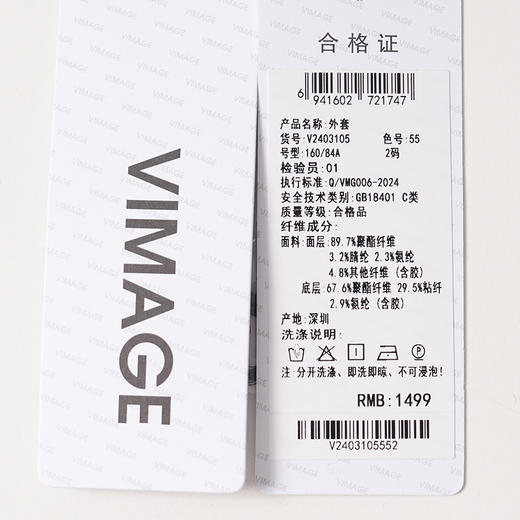 VIMAGE
合格证
6 941602 721747
产品名称:外套
货号:V2403105 色号:55
号型:160/84A 2码
检验员:01
执行标准:Q/VMG006-2024
安全技术类别:GB18401 C类
质量等级:合格品
纤维成分:
面料:面层:89.7%聚酯纤维
3.2%腈纶 2.3%氨纶
4.8%其他纤维(含胶)
底层:67.6%聚酯纤维 29.5%粘纤
2.9%氨纶(含胶)
产地:深圳
洗涤说明:
注:分开洗涤、即洗即晾、不可浸泡!
RMB:1499
V2403105552